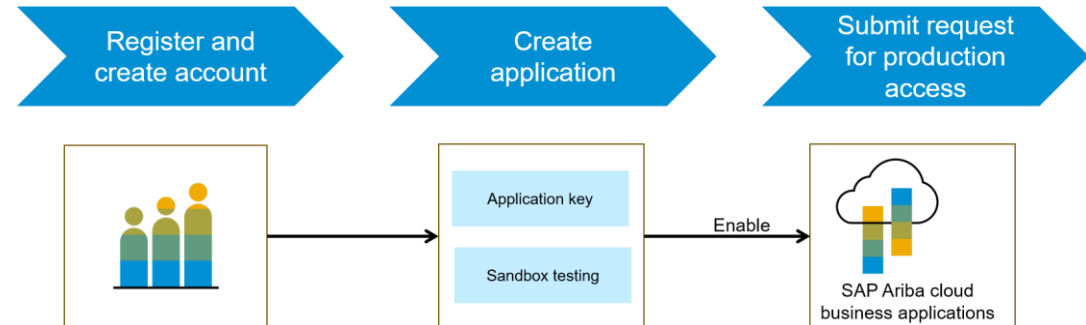 Register and
create account
Create
application
Submit request
for production
access
Application key
Sandbox testing
Enable
SAP Ariba cloud
business applications